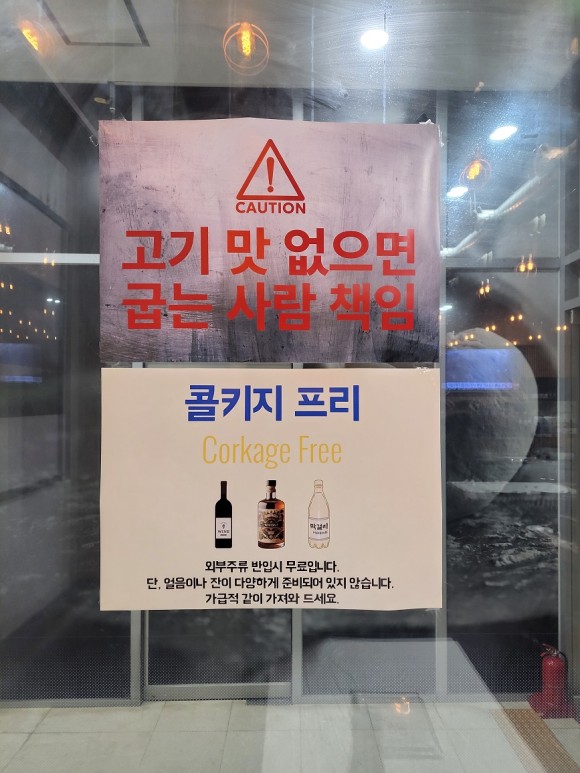 CAUTION
고기 맛 없으면
굽는 사람 책임
콜키지 프리
Corkage Free
WINE
막걸리
외부주류 반입시 무료입니다.
단, 얼음이나 잔이 다양하게 준비되어 있지 않습니다.
가급적 같이 가져와 드세요.